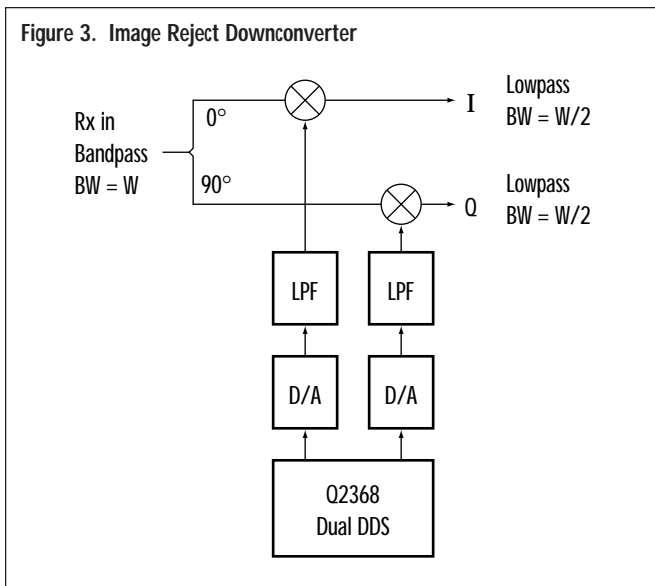 Figure 3. Image Reject Downconverter
Rx in
Bandpass
BW = W
0°
90°
I
Lowpass
BW = W/2
Q
Lowpass
BW = W/2
LPF
LPF
D/A
D/A
Q2368
Dual DDS